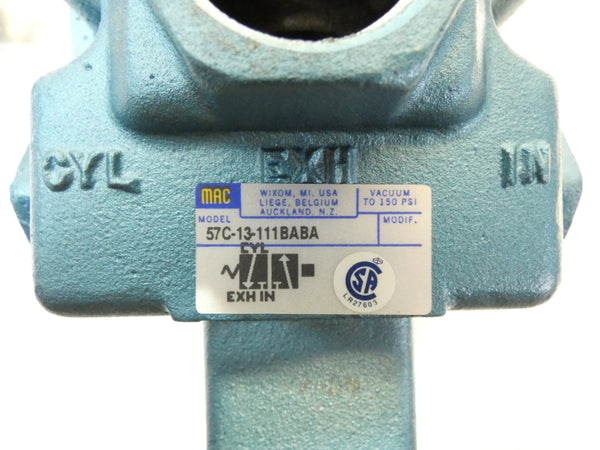 CYL EXH IN
MAC
WIXOM, MI. USA
LIEGE, BELGIUM
AUCKLAND, N.Z.
VACUUM
TO 150 PSI
MODEL
MODIF.
57C-13-111BABA
CYL
EXH IN
CSA
®
LR27603